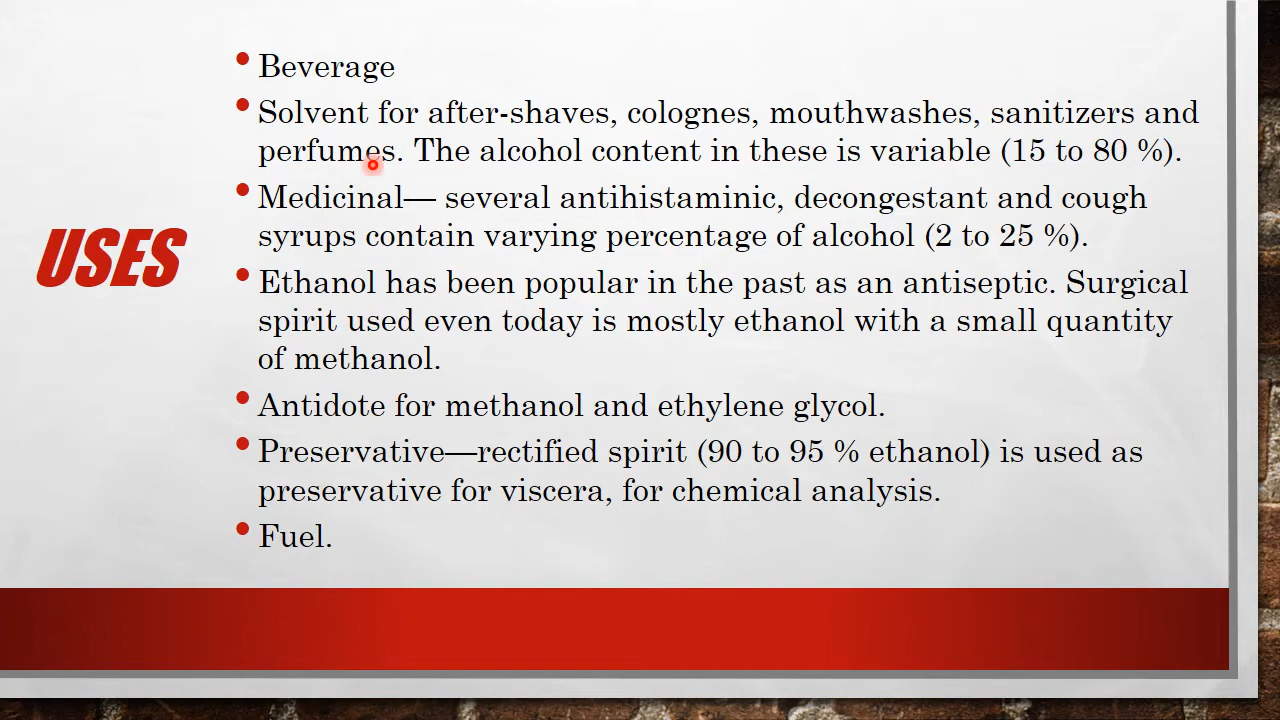 USES
• Beverage
• Solvent for after-shaves, colognes, mouthwashes, sanitizers and
perfumes. The alcohol content in these is variable (15 to 80 %).
• Medicinal— several antihistaminic, decongestant and cough
syrups contain varying percentage of alcohol (2 to 25 %).
• Ethanol has been popular in the past as an antiseptic. Surgical
spirit used even today is mostly ethanol with a small quantity
of methanol.
• Antidote for methanol and ethylene glycol.
• Preservative—rectified spirit (90 to 95 % ethanol) is used as
preservative for viscera, for chemical analysis.
• Fuel.